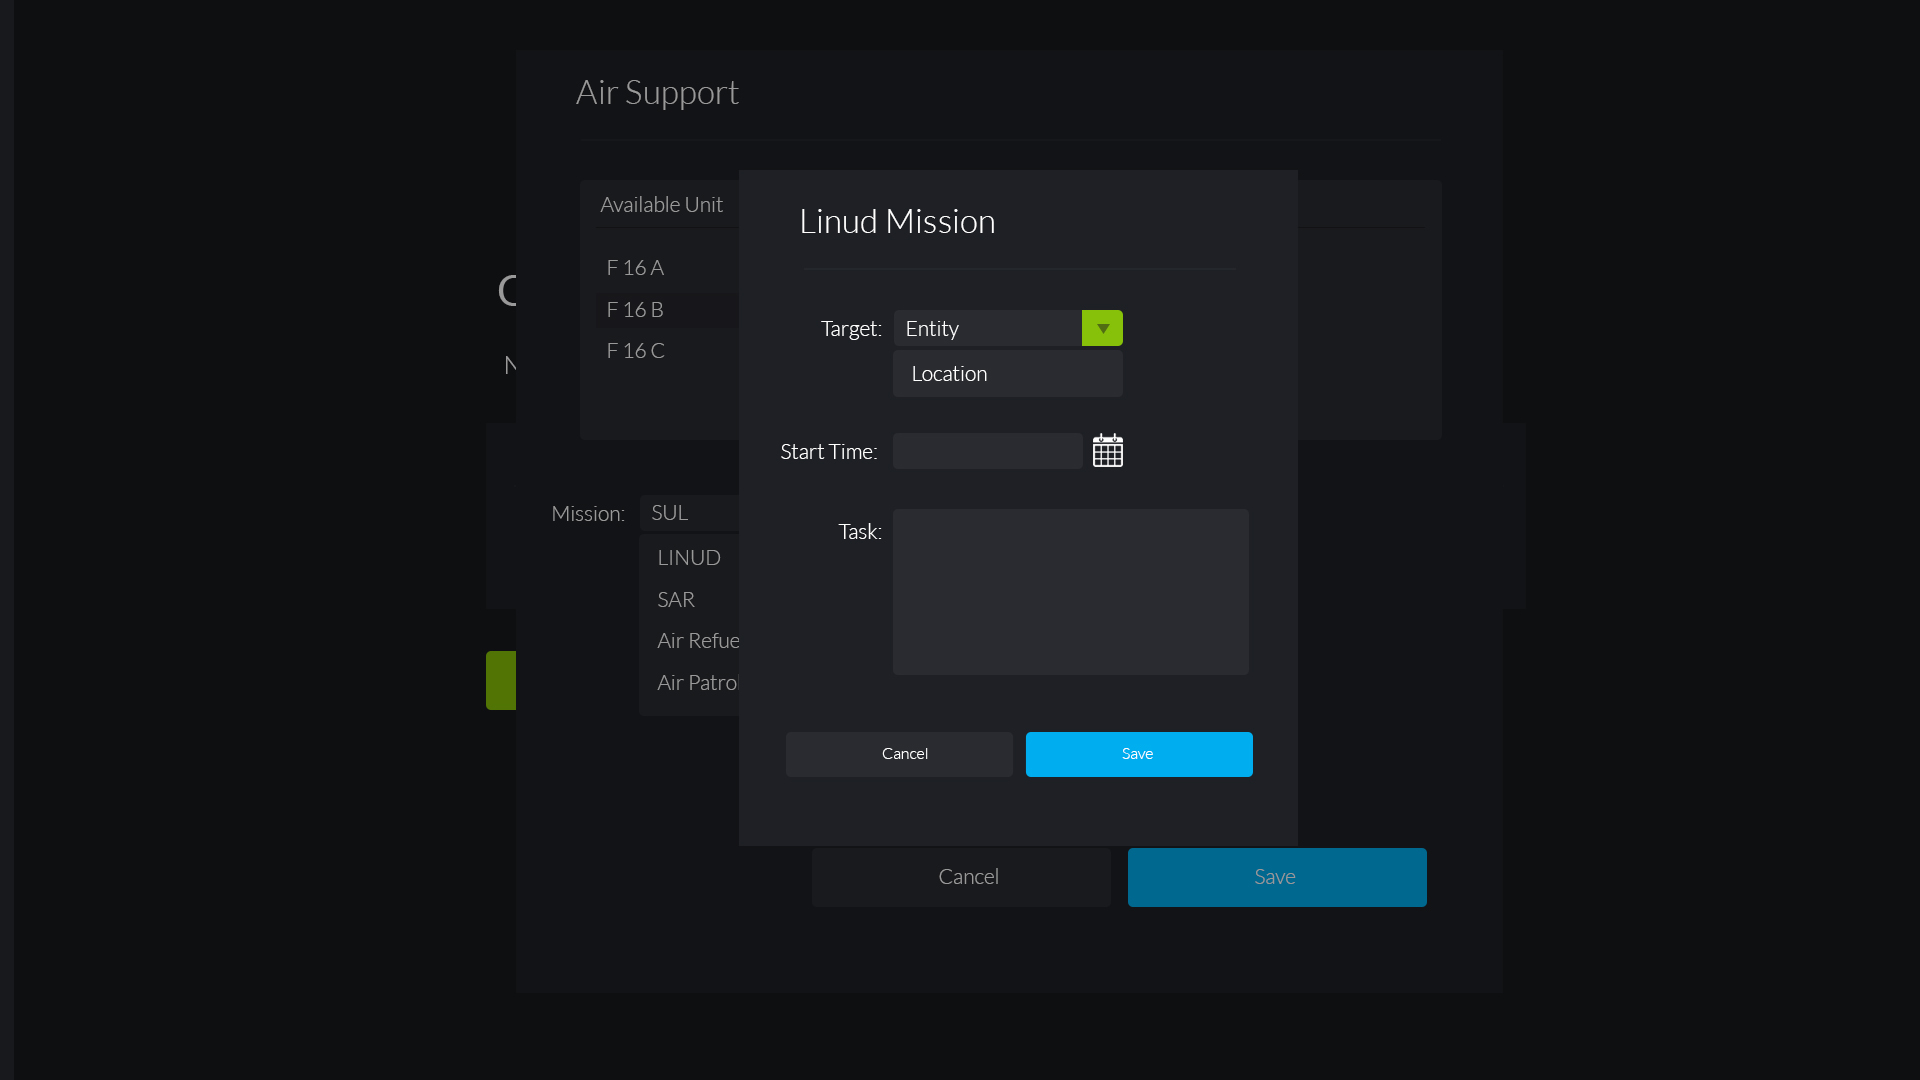 Air Support
Available Unit
F 16 A
F 16 B
F 16 C
Mission: SUL
LINUD
SAR
Air Refue
Air Patrol
Linud Mission
Target: Entity
Location
Start Time:
Task:
Cancel Save
Cancel Save